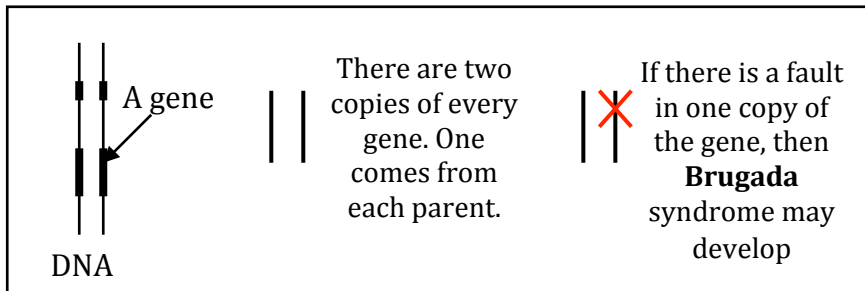 A gene
DNA
There are two
copies of every
gene. One
comes from
each parent.
If there is a fault
in one copy of
the gene, then
Brugada
syndrome may
develop